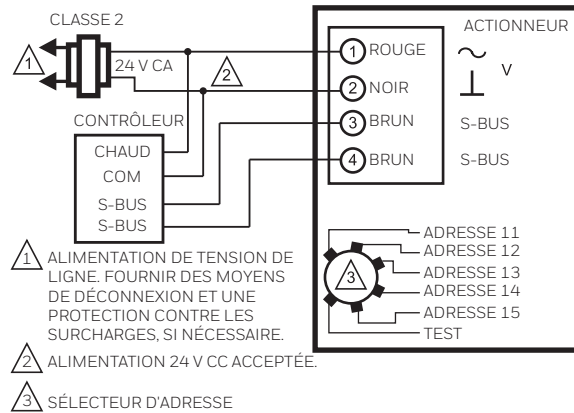 CLASSE 2
ACTIONNEUR
1
24 V CA
2
1 ROUGE
2 NOIR
V
3 BRUN S-BUS
4 BRUN S-BUS
CONTRÔLEUR
CHAUD
COM
S-BUS
S-BUS
3
ADRESSE 11
ADRESSE 12
ADRESSE 13
ADRESSE 14
ADRESSE 15
TEST
1 ALIMENTATION DE TENSION DE
LIGNE. FOURNIR DES MOYENS
DE DÉCONNEXION ET UNE
PROTECTION CONTRE LES
SURCHARGES, SI NÉCESSAIRE.
2 ALIMENTATION 24 V CC ACCEPTÉE.
3 SÉLECTEUR D'ADRESSE